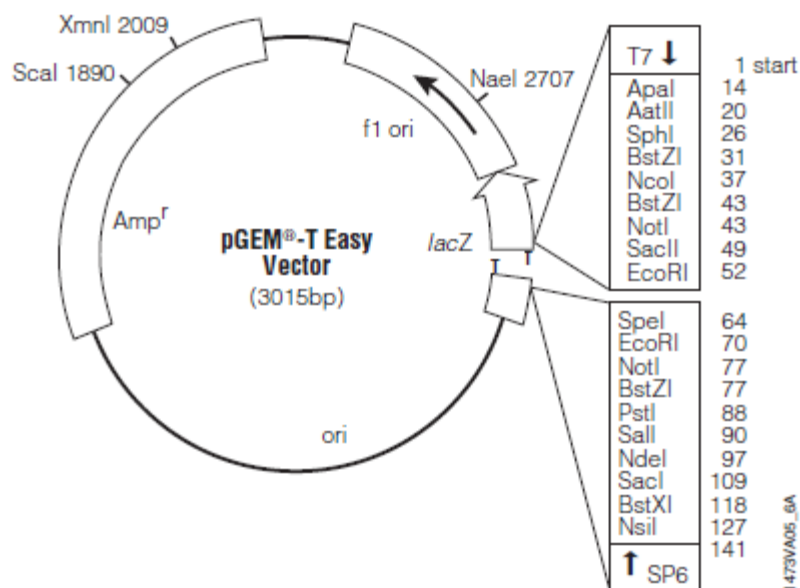 XmnI 2009
ScaI 1890
NaeI 2707
f1 ori
Ampr
pGEM®-T Easy
Vector
(3015bp)
lacZ
T T
ori
T7 ↓
1 start
ApaI 14
AatII 20
SphI 26
BstZI 31
NcoI 37
BstZI 43
NotI 43
SacII 49
EcoRI 52
SpeI 64
EcoRI 70
NotI 77
BstZI 77
PstI 88
SalI 90
NdeI 97
SacI 109
BstXI 118
NsiI 127
141
↑ SP6
1473VA05_6A